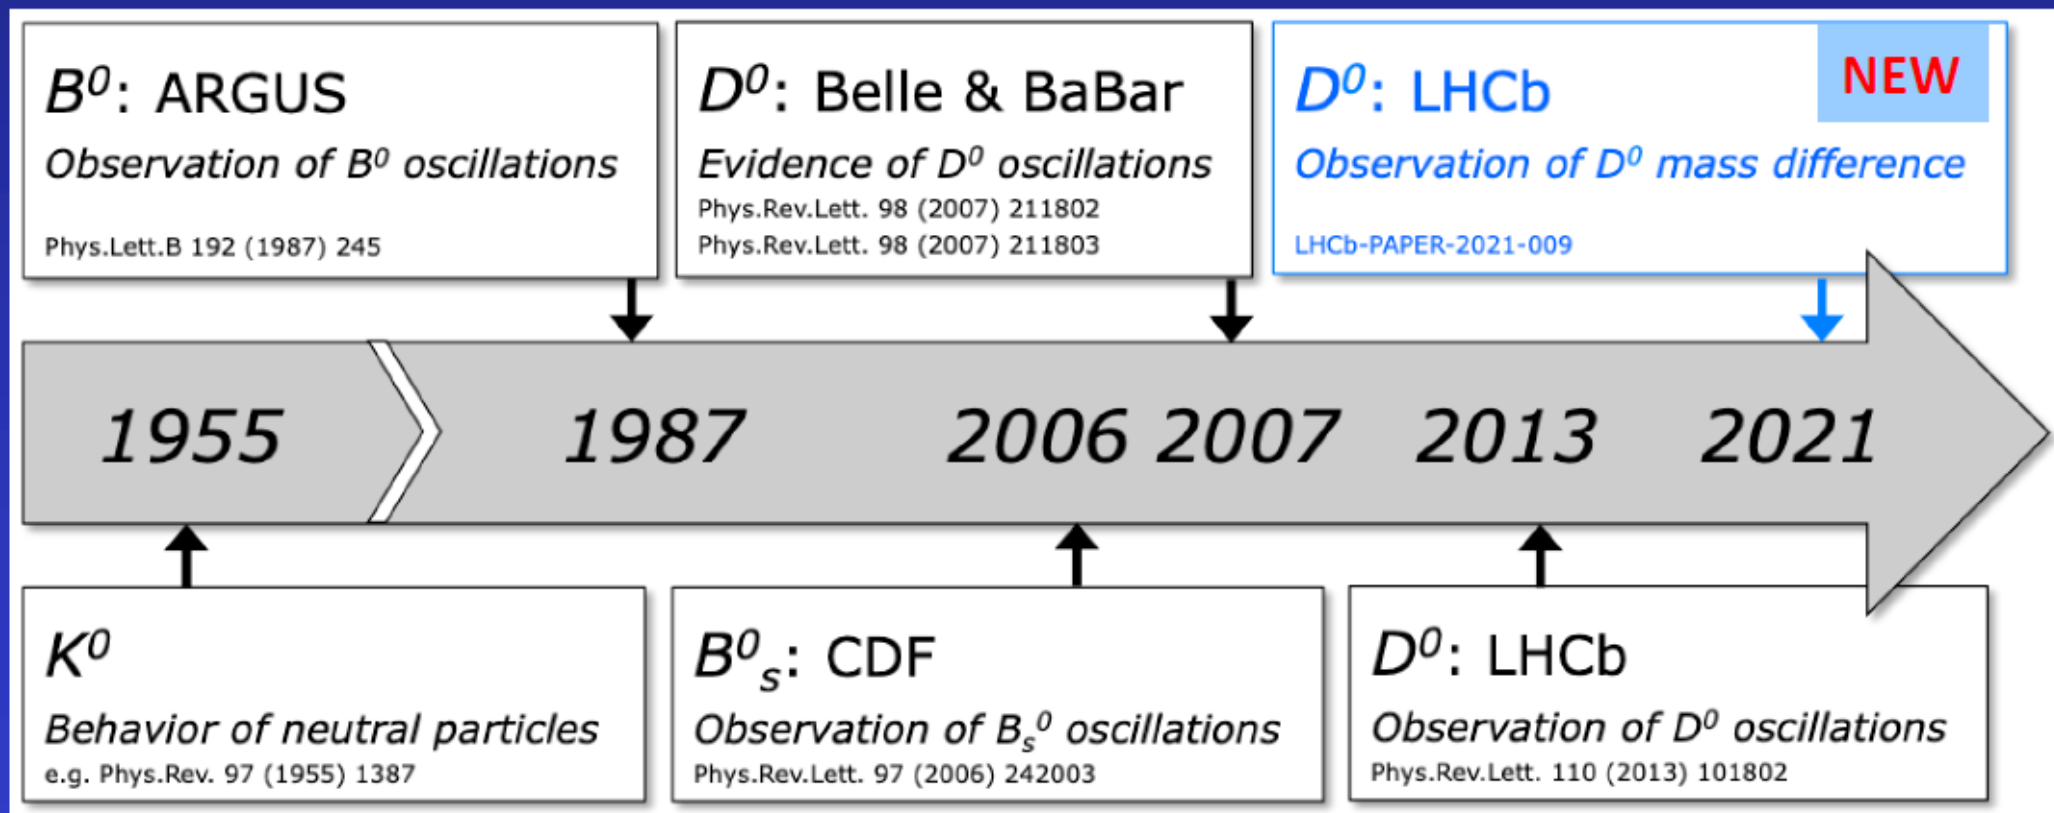 B⁰: ARGUS
Observation of B⁰ oscillations
Phys.Lett.B 192 (1987) 245
D⁰: Belle & BaBar
Evidence of D⁰ oscillations
Phys.Rev.Lett. 98 (2007) 211802
Phys.Rev.Lett. 98 (2007) 211803
D⁰: LHCb
NEW
Observation of D⁰ mass difference
LHCb-PAPER-2021-009
1955 1987 2006 2007 2013 2021
K⁰
Behavior of neutral particles
e.g. Phys.Rev. 97 (1955) 1387
B⁰ₛ: CDF
Observation of Bₛ⁰ oscillations
Phys.Rev.Lett. 97 (2006) 242003
D⁰: LHCb
Observation of D⁰ oscillations
Phys.Rev.Lett. 110 (2013) 101802